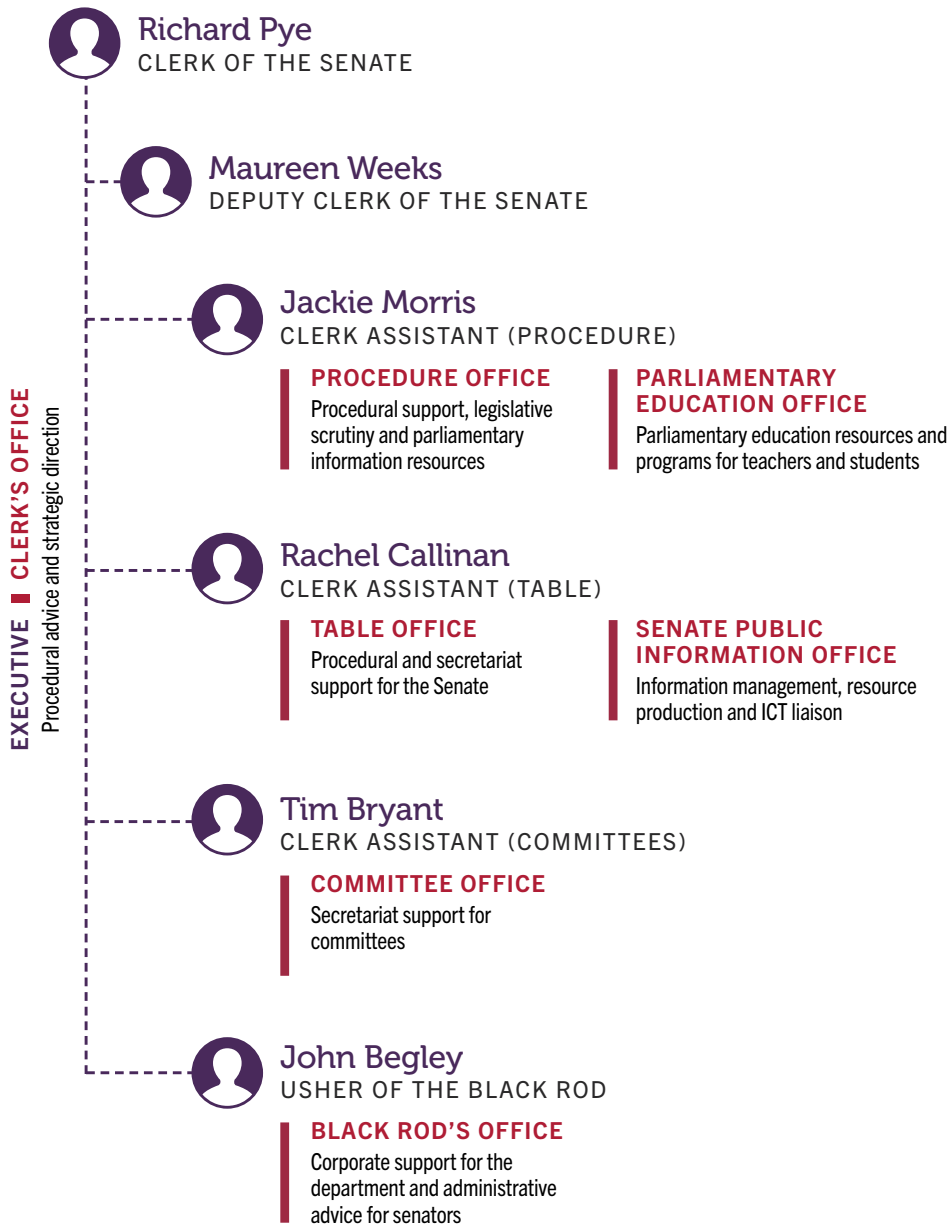 Richard Pye
CLERK OF THE SENATE
Maureen Weeks
DEPUTY CLERK OF THE SENATE
Jackie Morris
CLERK ASSISTANT (PROCEDURE)
PROCEDURE OFFICE
Procedural support, legislative
scrutiny and parliamentary
information resources
PARLIAMENTARY
EDUCATION OFFICE
Parliamentary education resources and
programs for teachers and students
EXECUTIVE CLERK'S OFFICE
Procedural advice and strategic direction
Rachel Callinan
CLERK ASSISTANT (TABLE)
TABLE OFFICE
Procedural and secretariat
support for the Senate
SENATE PUBLIC
INFORMATION OFFICE
Information management, resource
production and ICT liaison
Tim Bryant
CLERK ASSISTANT (COMMITTEES)
COMMITTEE OFFICE
Secretariat support for
committees
John Begley
USHER OF THE BLACK ROD
BLACK ROD'S OFFICE
Corporate support for the
department and administrative
advice for senators